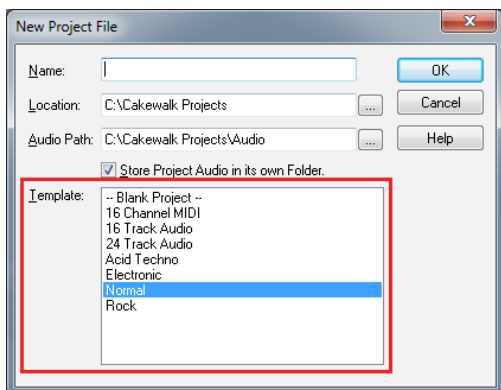 New Project File
Name:
OK
Location: C:\Cakewalk Projects ...
Cancel
Audio Path: C:\Cakewalk Projects\Audio ...
Help
Store Project Audio in its own Folder.
Template:
-- Blank Project --
16 Channel MIDI
16 Track Audio
24 Track Audio
Acid Techno
Electronic
Normal
Rock